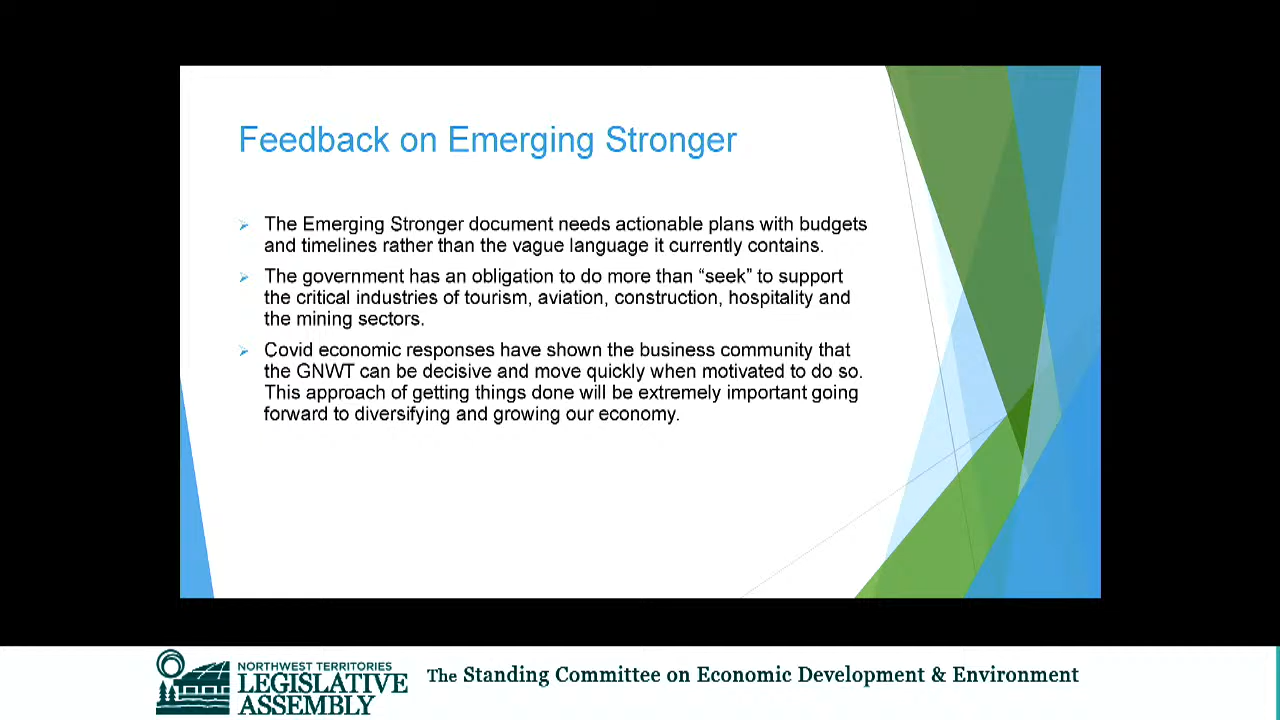 Feedback on Emerging Stronger
The Emerging Stronger document needs actionable plans with budgets
and timelines rather than the vague language it currently contains.
The government has an obligation to do more than “seek” to support
the critical industries of tourism, aviation, construction, hospitality and
the mining sectors.
Covid economic responses have shown the business community that
the GNWT can be decisive and move quickly when motivated to do so.
This approach of getting things done will be extremely important going
forward to diversifying and growing our economy.
NORTHWEST TERRITORIES
LEGISLATIVE
ASSEMBLY
The Standing Committee on Economic Development & Environment